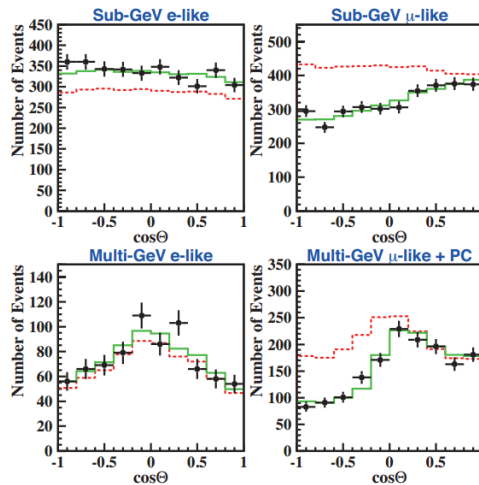 Sub-GeV e-like
Number of Events
450
400
350
300
250
200
150
100
50
0
-1 -0.5 0 0.5 1
cosΘ
Sub-GeV μ-like
Number of Events
500
400
300
200
100
0
-1 -0.5 0 0.5 1
cosΘ
Multi-GeV e-like
Number of Events
140
120
100
80
60
40
20
0
-1 -0.5 0 0.5 1
cosΘ
Multi-GeV μ-like + PC
Number of Events
350
300
250
200
150
100
50
0
-1 -0.5 0 0.5 1
cosΘ